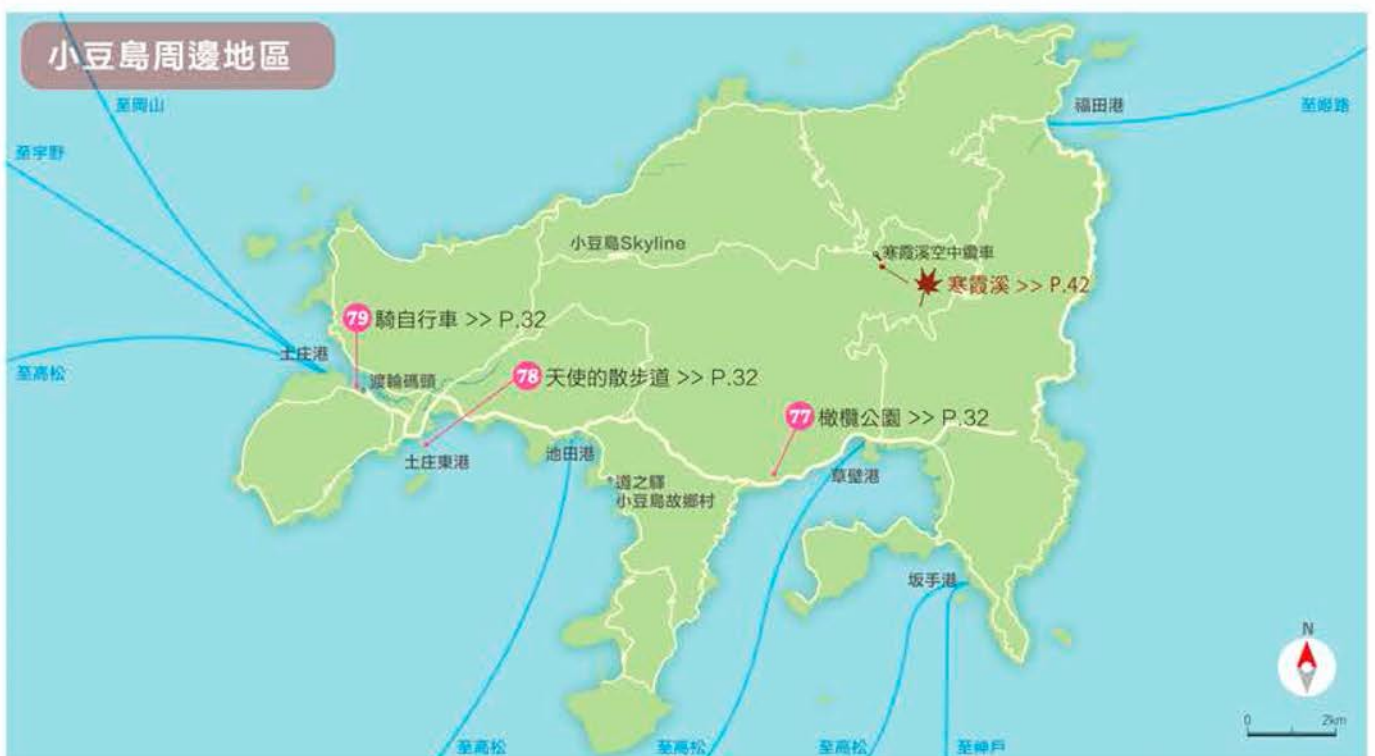 小豆島周邊地區
至岡山
福田港
至姬路
至宇野
小豆島Skyline
寒霞溪空中纜車
寒霞溪 >> P.42
79 騎自行車 >> P.32
土庄港
至高松
渡輪碼頭
78 天使的散步道 >> P.32
77 橄欖公園 >> P.32
土庄東港
池田港
草壁港
道之驛
小豆島故鄉村
坂手港
N
0 2km
至高松
至高松
至高松
至神戶